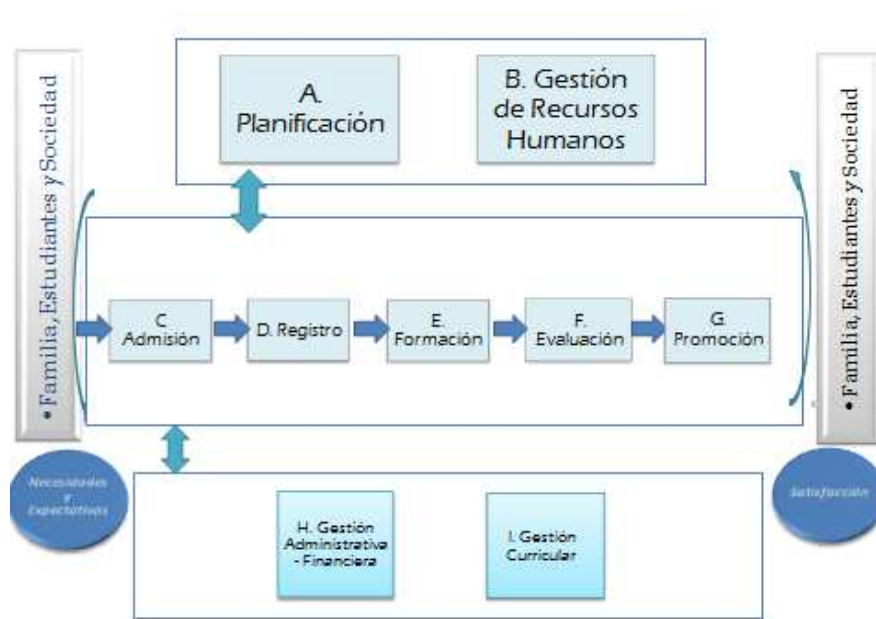 • Familia, Estudiantes y Sociedad
A.
Planificación
B. Gestión
de Recursos
Humanos
C
Admisión
D. Registro
E.
Formación
F.
Evaluación
G.
Promoción
• Familia, Estudiantes y Sociedad
Necesidades
y
Expectativas
Satisfacción
H. Gestión
Administrativa
- Financiera
I. Gestión
Curricular